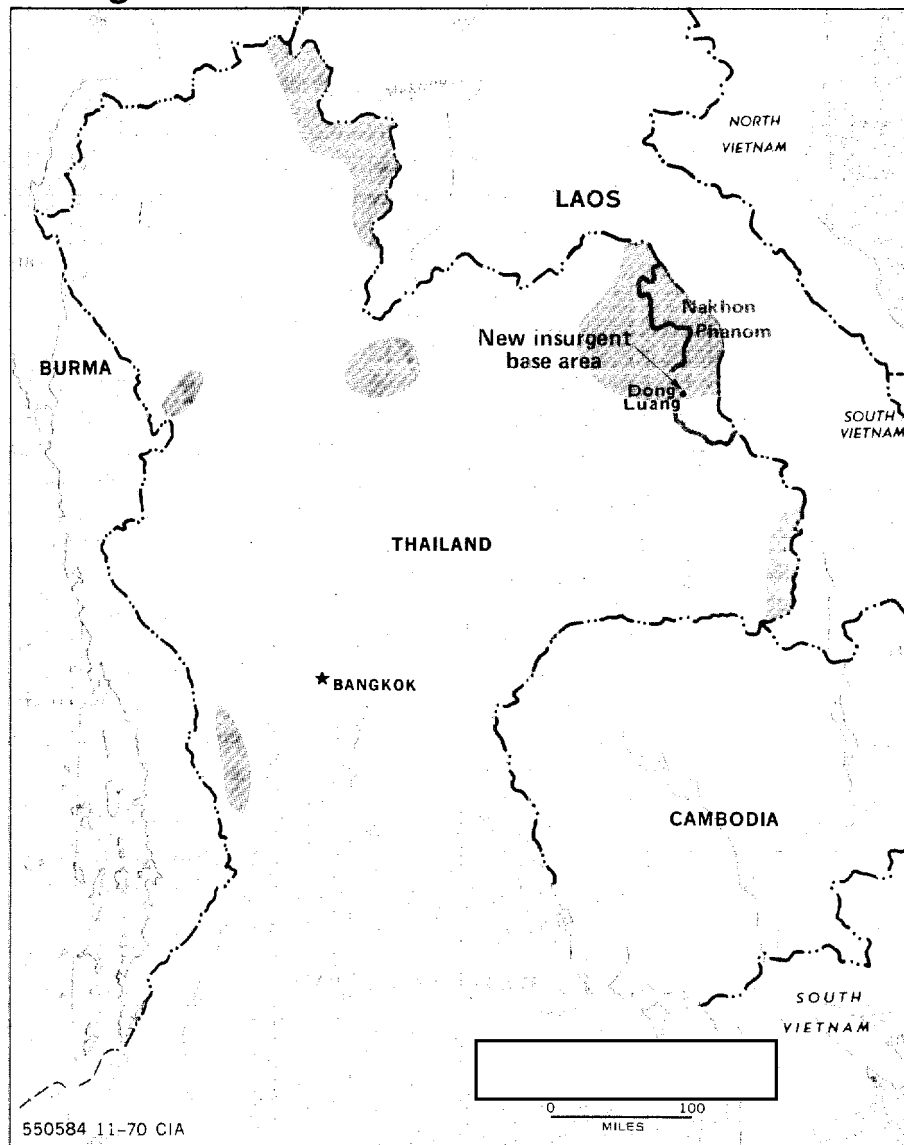 NORTH
VIETNAM
LAOS
Nakhon
Phanom
New insurgent
base area
BURMA
Dong
Luang
SOUTH
VIETNAM
THAILAND
BANGKOK
CAMBODIA
SOUTH
VIETNAM
0 100
MILES
550584 11-70 CIA